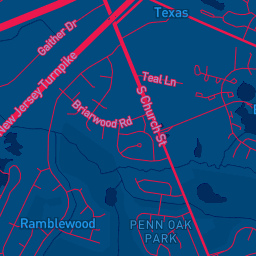 Texas
Gaither Dr
Teal Ln
New Jersey Turnpike
S Church St
Briarwood Rd
Ramblewood
PENN OAK
PARK